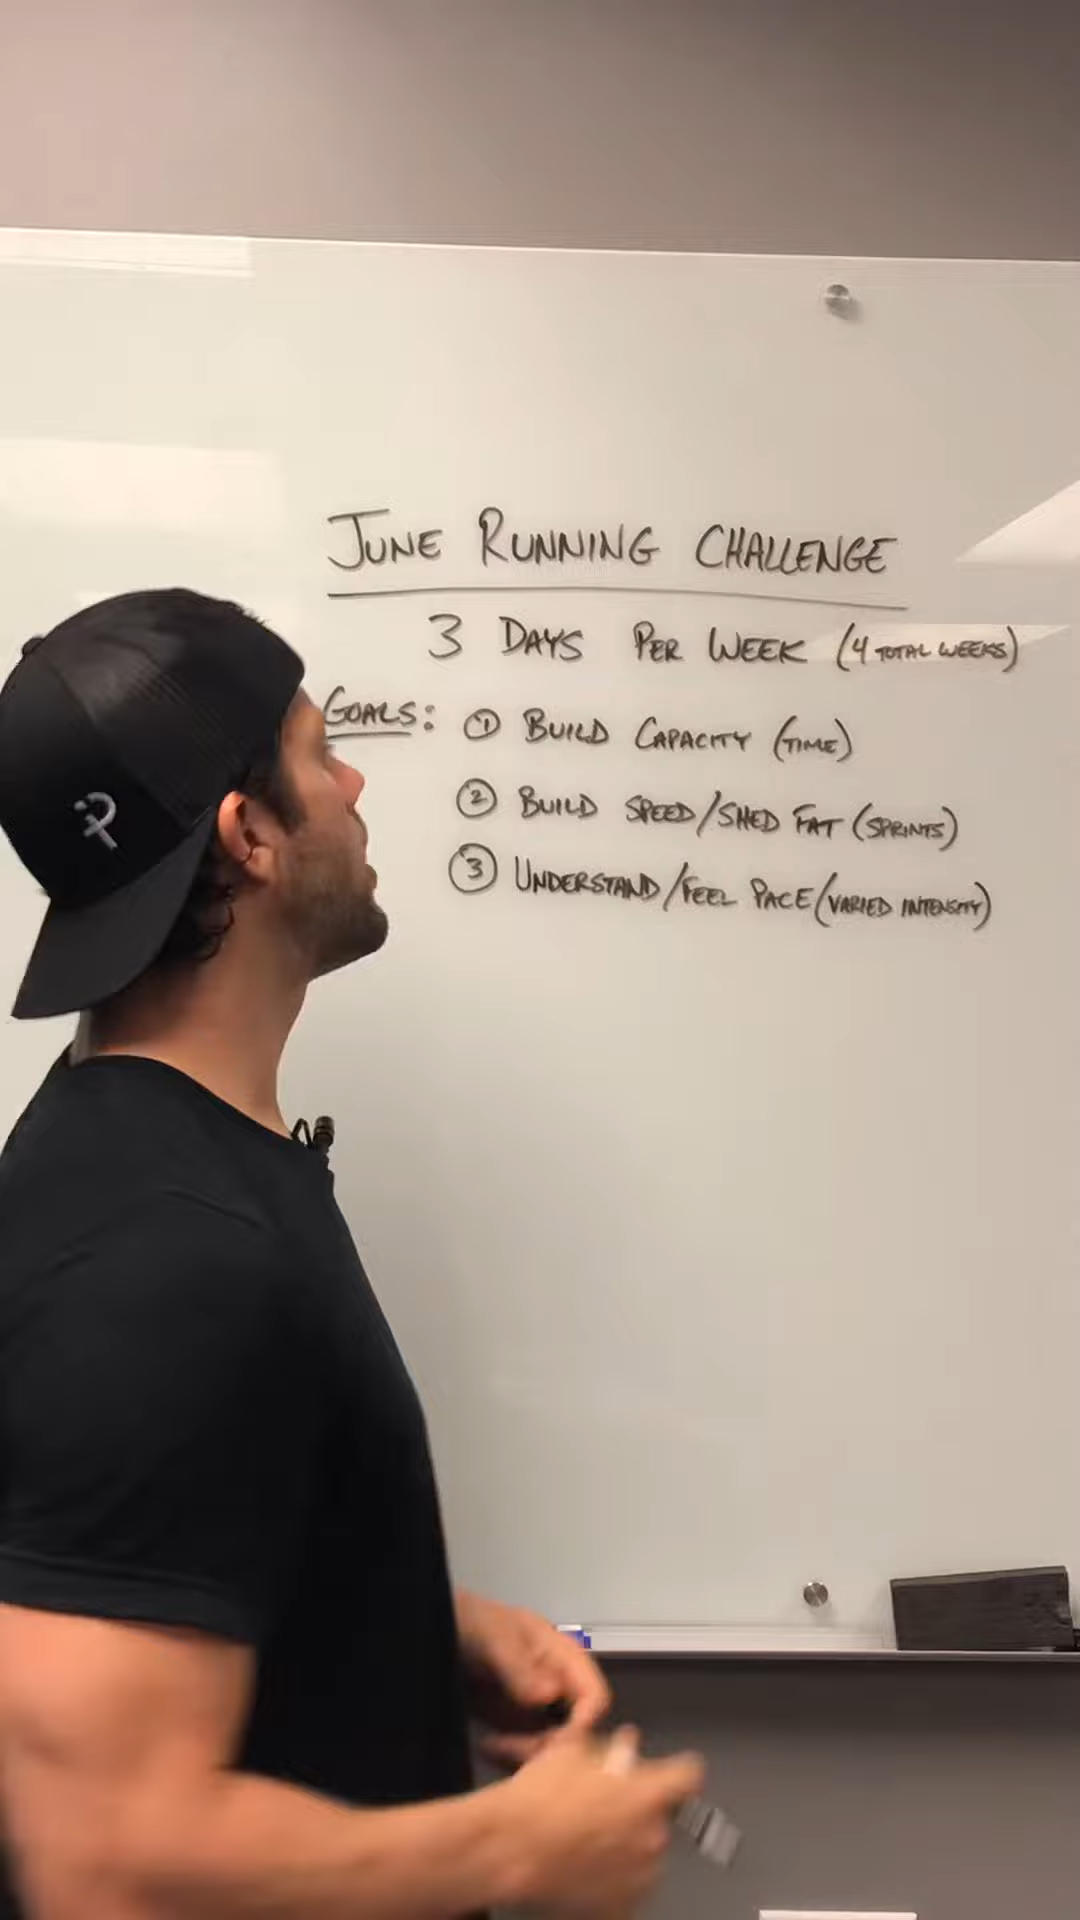 JUNE RUNNING CHALLENGE
3 DAYS PER WEEK (4 TOTAL WEEKS)
GOALS: ① BUILD CAPACITY (TIME)
② BUILD SPEED/SHED FAT (SPRINTS)
③ UNDERSTAND/FEEL PACE (VARIED INTENSITY)